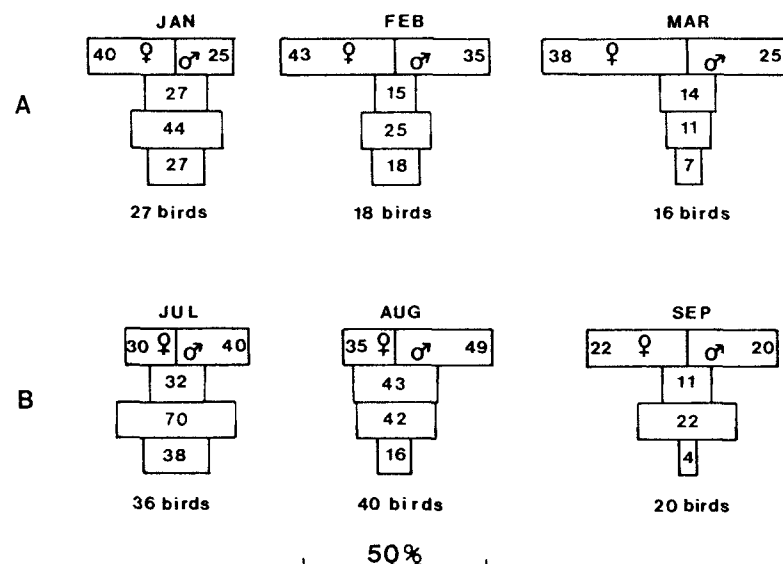 JAN FEB MAR
40 ♀ ♂ 25 43 ♀ ♂ 35 38 ♀ ♂ 25
A
27 15 14
44 25 11
27 18 7
27 birds 18 birds 16 birds
JUL AUG SEP
30 ♀ ♂ 40 35 ♀ ♂ 49 22 ♀ ♂ 20
32 43 11
B
70 42 22
38 16 4
36 birds 40 birds 20 birds
50%